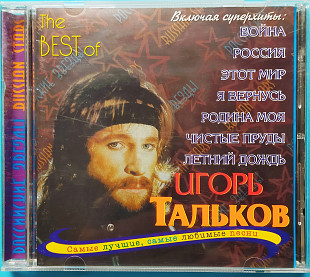 The
BEST of
Включая суперхиты:
ВОЙНА
РОССИЯ
ЭТОТ МИР
Я ВЕРНУСЬ
РОДИНА МОЯ
ЧИСТЫЕ ПРУДЫ
ЛЕТНИЙ ДОЖДЬ
ИГОРЬ
ТАЛЬКОВ
Самые лучшие, самые любимые песни